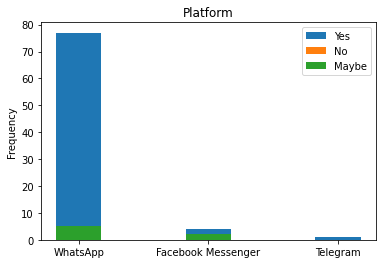 Platform
Yes
No
Maybe
Frequency
80
70
60
50
40
30
20
10
0
WhatsApp
Facebook Messenger
Telegram